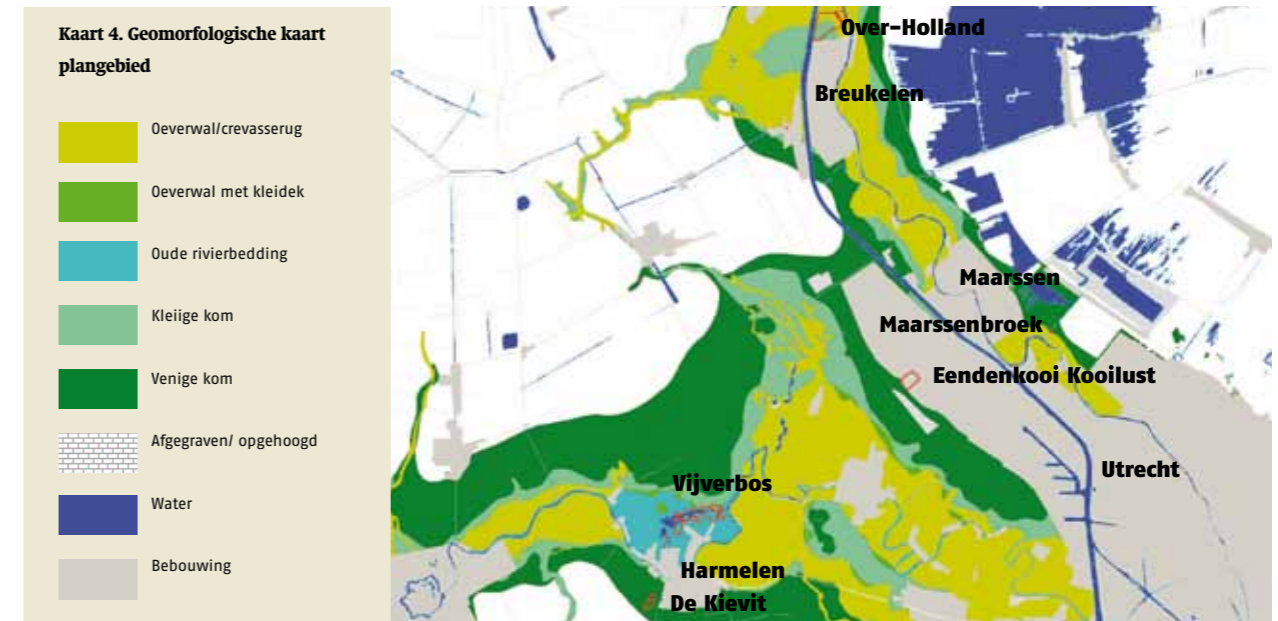 Kaart 4. Geomorfologische kaart
plangebied
Oeverwal/crevasserug
Oeverwal met kleidek
Oude rivierbedding
Kleiige kom
Venige kom
Afgegraven/ opgehoogd
Water
Bebouwing
Over-Holland
Breukelen
Maarssen
Maarssenbroek
Eendenkooi Kooilust
Utrecht
Vijverbos
Harmelen
De Kievit